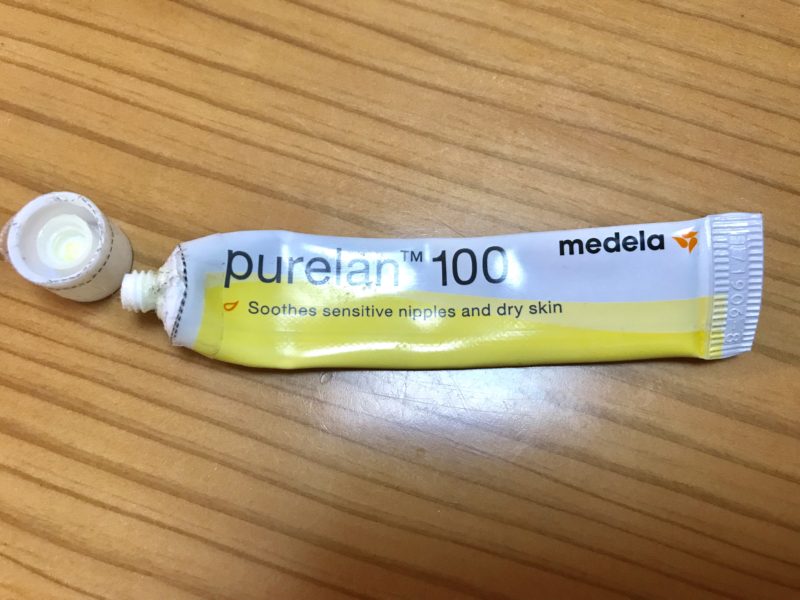 purelan™ 100
medela
Soothes sensitive nipples and dry skin